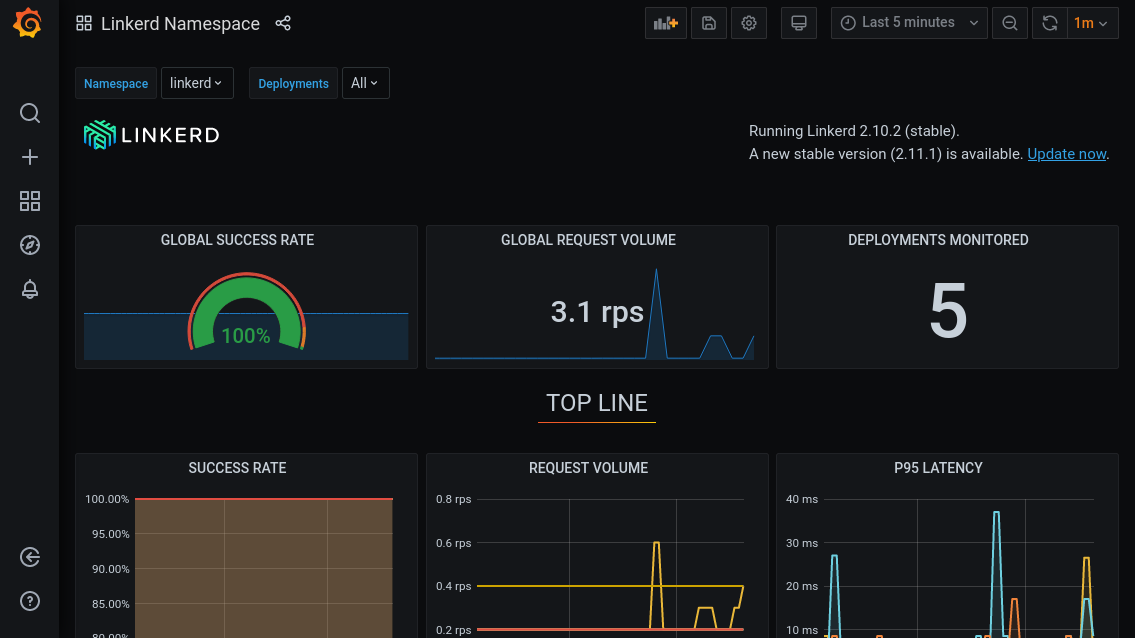 Linkerd Namespace
Last 5 minutes
1m
Namespace linkerd Deployments All
LINKERD
Running Linkerd 2.10.2 (stable).
A new stable version (2.11.1) is available. Update now.
GLOBAL SUCCESS RATE
100%
GLOBAL REQUEST VOLUME
3.1 rps
DEPLOYMENTS MONITORED
5
TOP LINE
SUCCESS RATE
100.00%
95.00%
90.00%
85.00%
80.00%
REQUEST VOLUME
0.8 rps
0.6 rps
0.4 rps
0.2 rps
P95 LATENCY
40 ms
30 ms
20 ms
10 ms